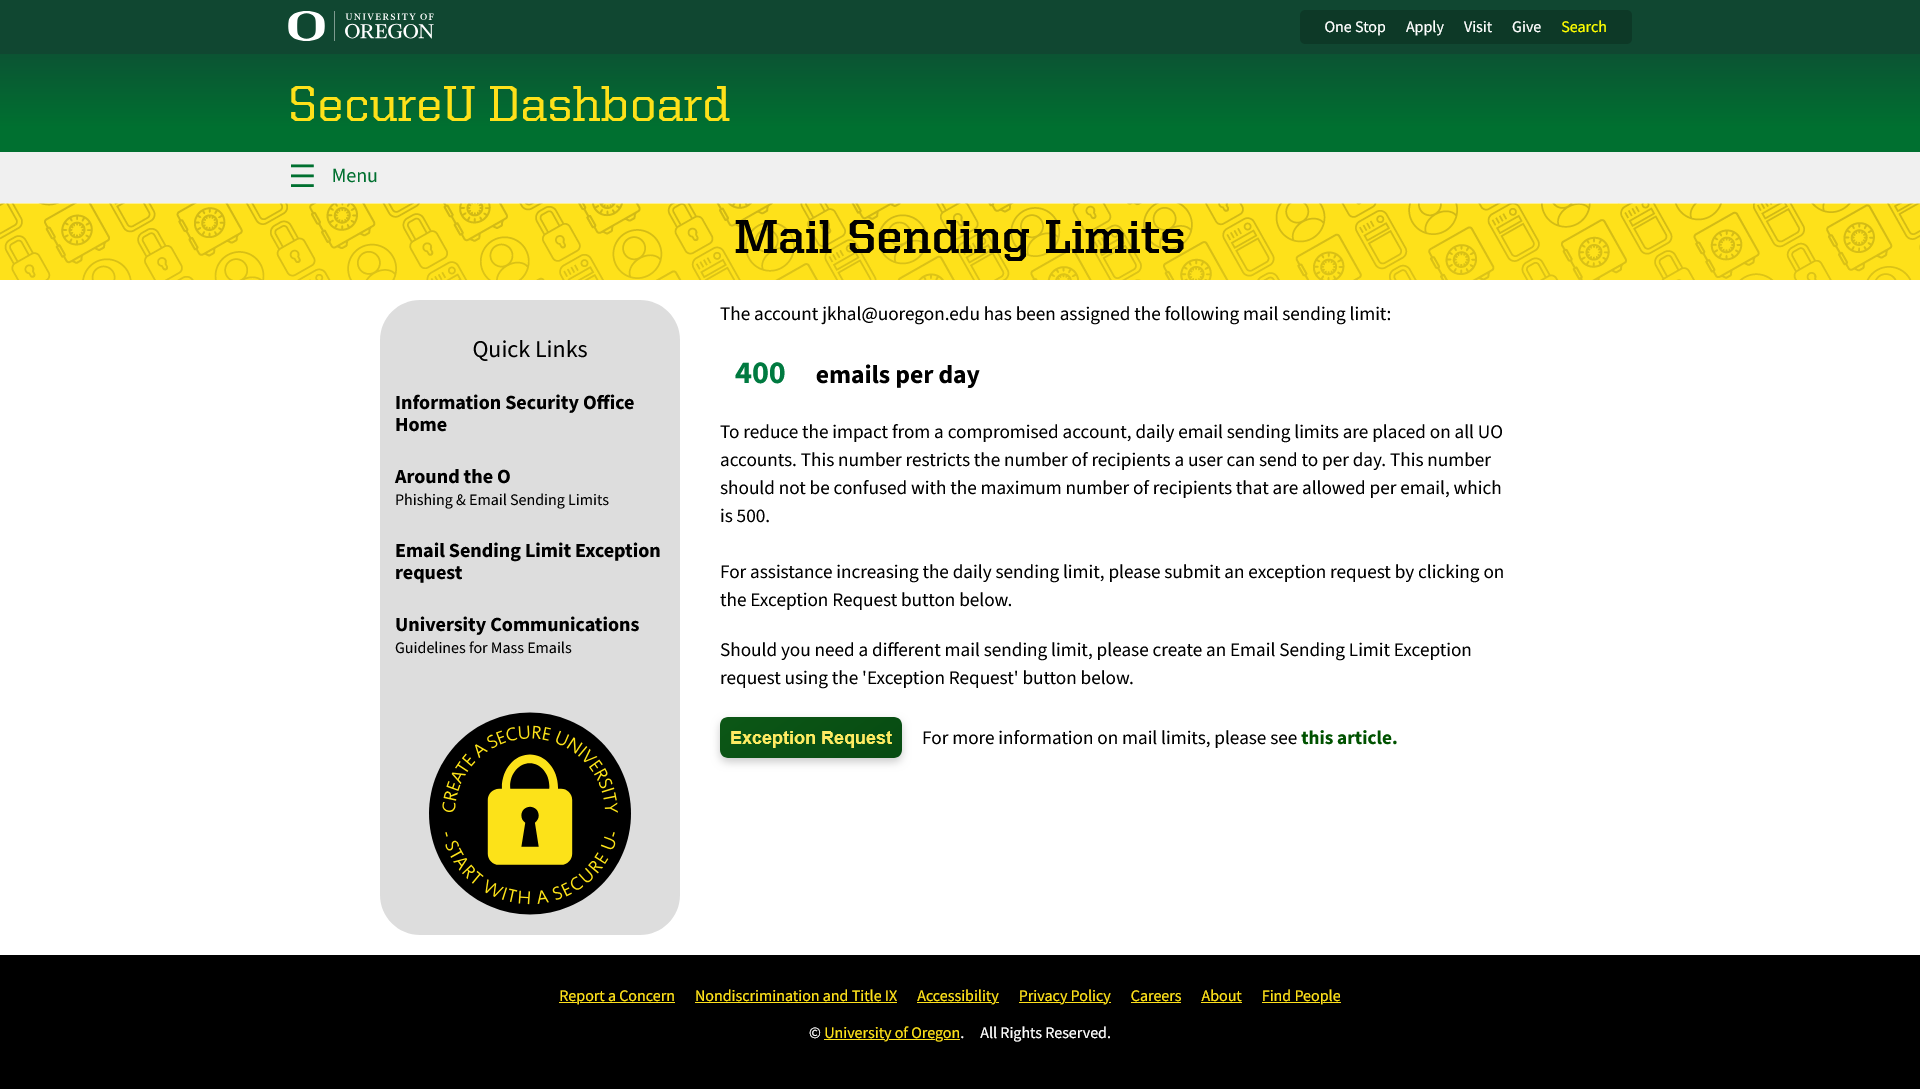 UNIVERSITY OF
OREGON
One Stop Apply Visit Give Search
SecureU Dashboard
Menu
Mail Sending Limits
Quick Links
Information Security Office
Home
Around the O
Phishing & Email Sending Limits
Email Sending Limit Exception
request
University Communications
Guidelines for Mass Emails
CREATE A SECURE UNIVERSITY
- START WITH A SECURE U-
The account jkhal@uoregon.edu has been assigned the following mail sending limit:
400 emails per day
To reduce the impact from a compromised account, daily email sending limits are placed on all UO
accounts. This number restricts the number of recipients a user can send to per day. This number
should not be confused with the maximum number of recipients that are allowed per email, which
is 500.
For assistance increasing the daily sending limit, please submit an exception request by clicking on
the Exception Request button below.
Should you need a different mail sending limit, please create an Email Sending Limit Exception
request using the 'Exception Request' button below.
Exception Request For more information on mail limits, please see this article.
Report a Concern Nondiscrimination and Title IX Accessibility Privacy Policy Careers About Find People
© University of Oregon. All Rights Reserved.